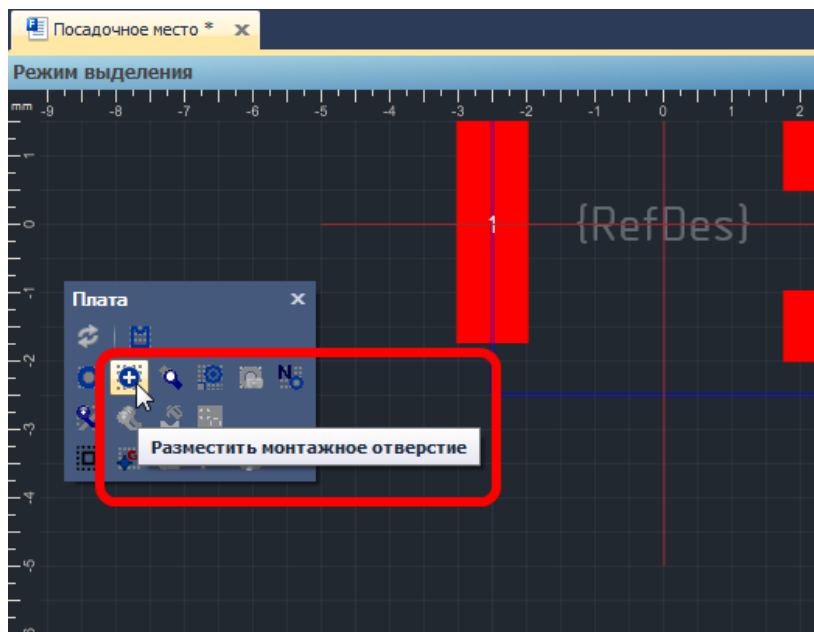 Посадочное место *
Режим выделения
mm -9 -8 -7 -6 -5 -4 -3 -2 -1 0 1 2
1
0
-1
-2
-3
-4
-5
1
{RefDes}
Плата
N
Разместить монтажное отверстие